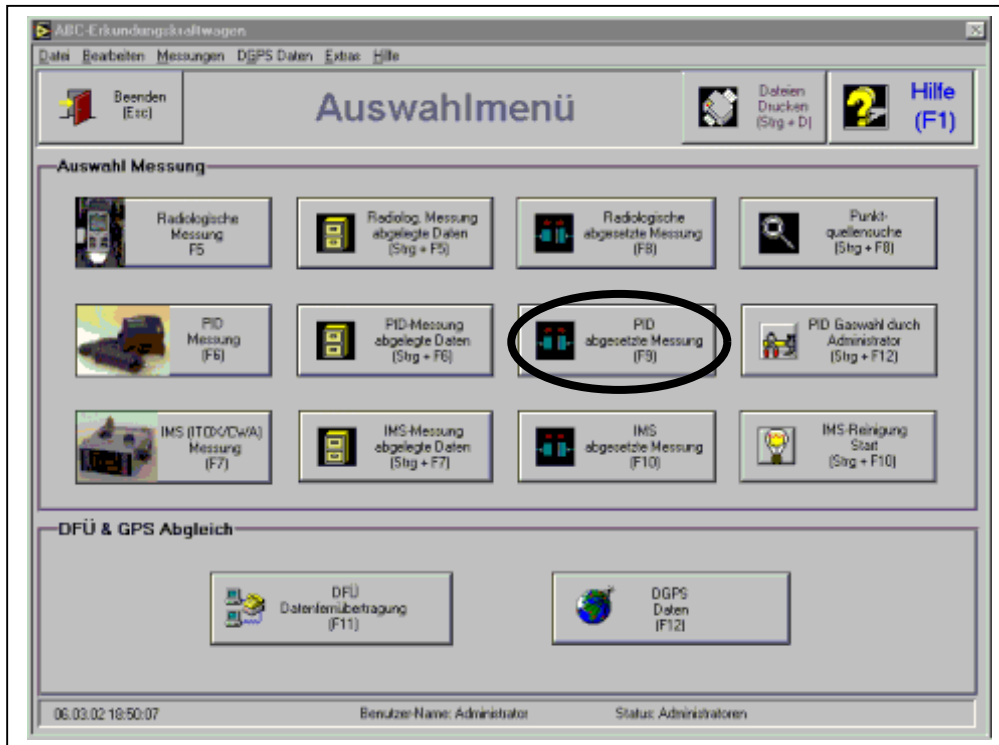 ABC-Erkundungskraftwagen
Datei Bearbeiten Messungen DGPS Daten Extras Hilfe
Beenden
(Esc)
Auswahlmenü
Dateien
Drucken
(Strg + D)
Hilfe
(F1)
Auswahl Messung
Radiologische
Messung
F5
Radiolog. Messung
abgelegte Daten
(Strg + F5)
Radiologische
abgesetzte Messung
(F8)
Punkt-
quellensuche
(Strg + F8)
PID
Messung
(F6)
PID-Messung
abgelegte Daten
(Strg + F6)
PID
abgesetzte Messung
(F9)
PID Gaswahl durch
Administrator
(Strg + F12)
IMS (ITOX/CWA)
Messung
(F7)
IMS-Messung
abgelegte Daten
(Strg + F7)
IMS
abgesetzte Messung
(F10)
IMS-Reinigung
Start
(Strg + F10)
DFÜ & GPS Abgleich
DFÜ
Datenfernübertragung
(F11)
DGPS
Daten
(F12)
06.03.02 18:50:07 Benutzer-Name: Administrator Status: Administratoren